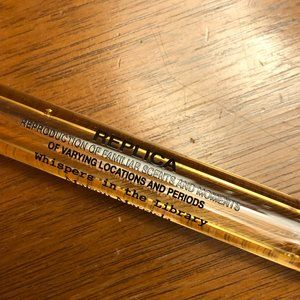 REPLICA
REPRODUCTION OF FAMILIAR SCENTS AND MOMENTS
OF VARYING LOCATIONS AND PERIODS
Whispers in the Library